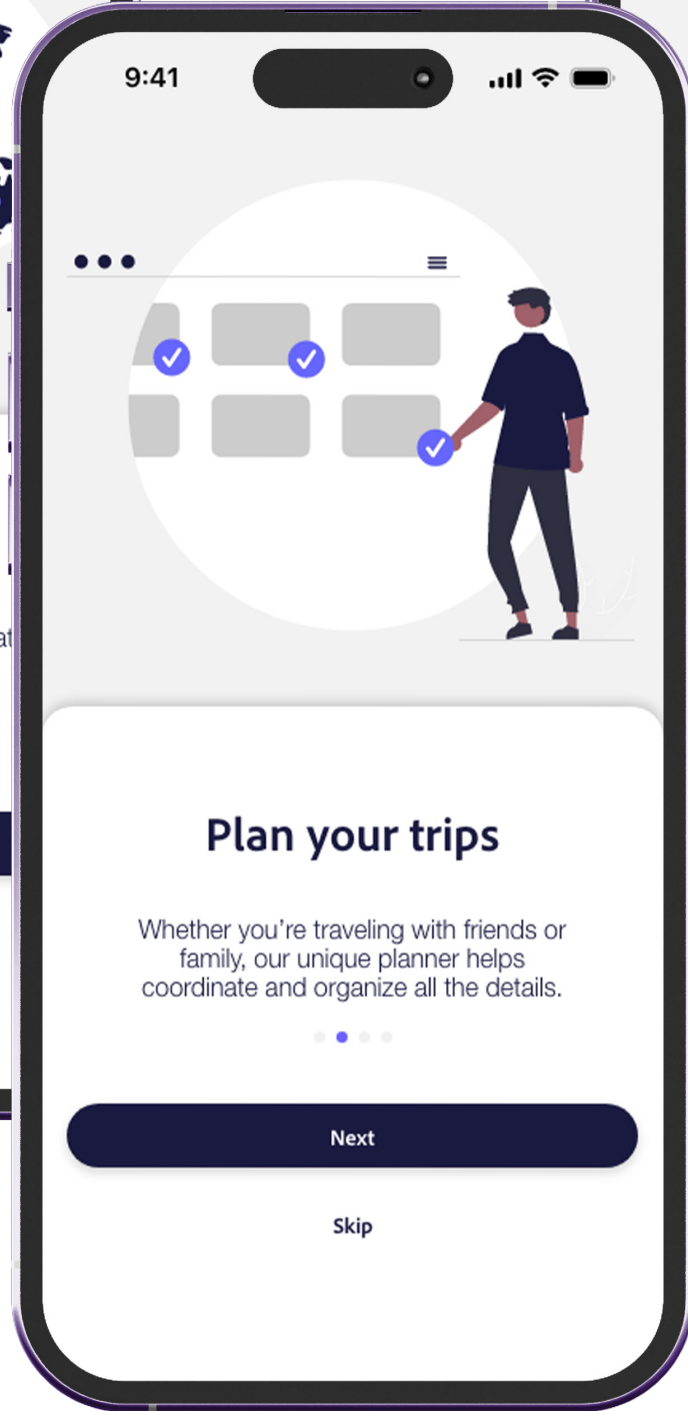 9:41
Plan your trips
Whether you’re traveling with friends or
family, our unique planner helps
coordinate and organize all the details.
Next
Skip